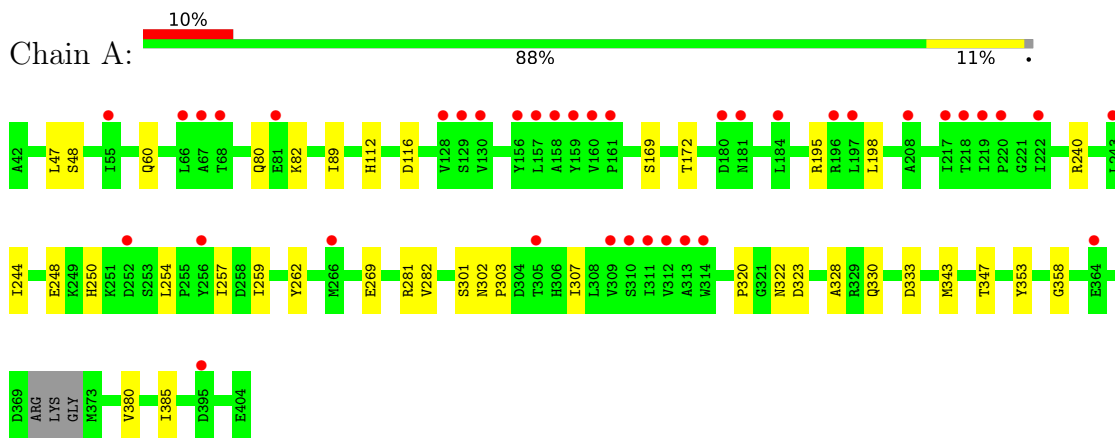 10%
Chain A:
88% 11% •
A42 L47 S48 I55 Q60 L66 A67 T68 Q80 E81 K82 I89 H112 D116 V128 S129 V130 Y156 L157 A158 Y159 V160 P161 S169 T172 D180 N181 L184 R195 R196 L197 L198 A208 I217 T218 I219 P220 G221 I222 R240 L243
I244 E248 K249 H250 K251 D252 S253 L254 P255 Y256 I257 D258 I259 Y262 M266 E269 R281 V282 S301 N302 P303 D304 T305 H306 I307 L308 V309 S310 I311 V312 A313 W314 P320 G321 N322 D323 A328 R329 Q330 D333 M343 T347 Y353 G358 E364
D369 ARG LYS GLY M373 V380 I385 D395 E404